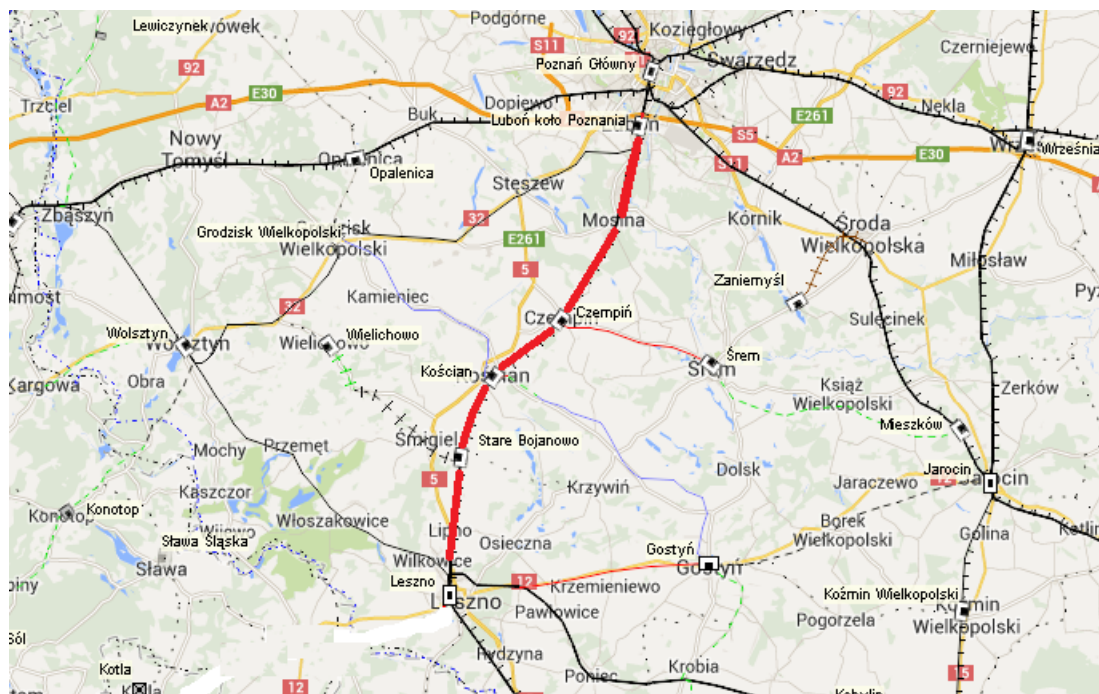 Lewiczynek
Podgórne
Koziegłowy
92
S11
Poznań Główny
Swarzędz
Czerniejewo
92
Trzciel
A2
E30
Buk
Dopiewo
Luboń koło Poznania
Luboń
S5
E261
A2
92
Nekla
E30
Września
Nowy
Tomyśl
Opalenica
Opalenica
S11
Stęszew
Zbąszyń
32
Mosina
Kórnik
Środa
Wielkopolska
Grodzisk Wielkopolski
Wielkopolski
E261
5
Miłosław
Kamieniec
Zaniemyśl
32
Czempiń
Sulęcinek
Wolsztyn
Wielichowo
Śrem
Kargowa
Obra
Kościan
Książ
Wielkopolski
Zerków
Mieszków
Mochy
Przemęt
Śmigiel
Stare Bojanowo
Dolsk
Jarocin
12
Jaraczewo
5
Kaszczor
Krzywiń
Konotop
Konotop
Włoszakowice
Borek
Wielkopolski
Golina
Sława Śląska
Sława
Lipno
Osieczna
Wilkowice
Gostyń
Gostyń
Leszno
Leszno
12
Krzemieniewo
Pawłowice
Koźmin Wielkopolski
Wielkopolski
Pogorzela
Kotla
Rydzyna
Poniec
Krobia
12
15